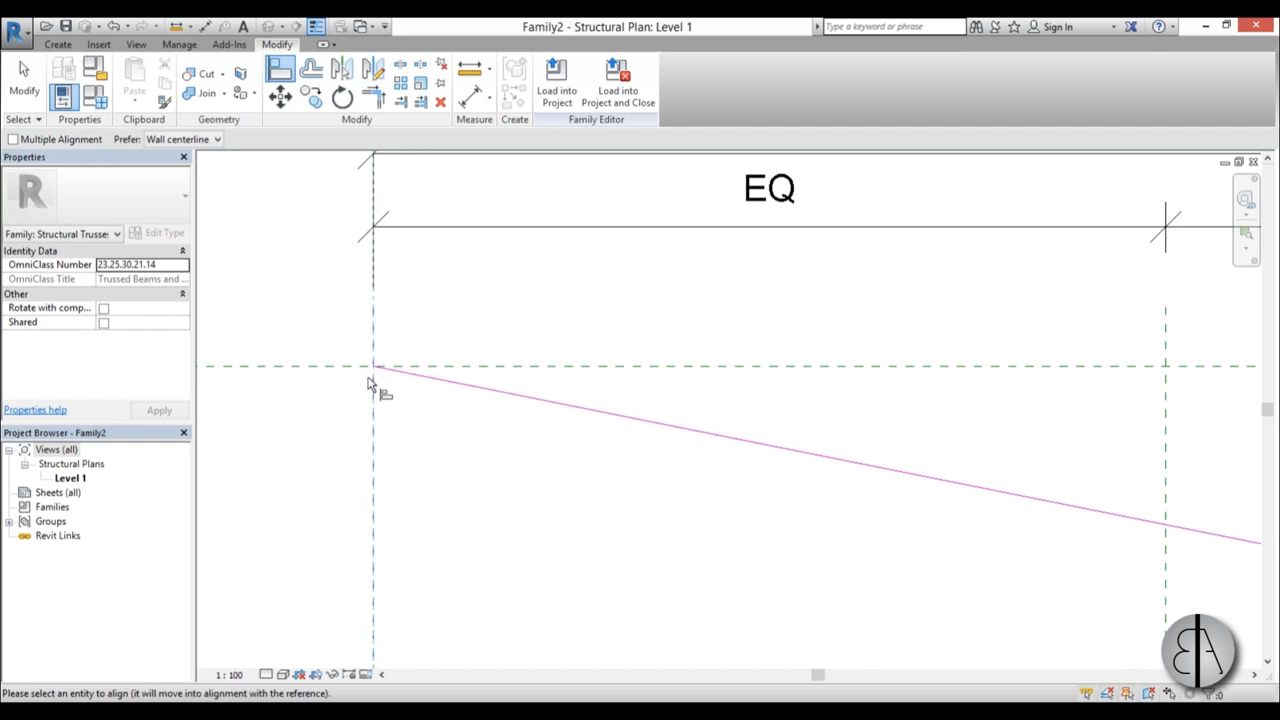 Family2 - Structural Plan: Level 1
Type a keyword or phrase
Sign In
Create Insert View Manage Add-Ins Modify
Modify
Paste
Cut
Join
Load into
Project
Load into
Project and Close
Select Properties Clipboard Geometry Modify Measure Create Family Editor
Multiple Alignment Prefer: Wall centerline
Properties
R
Family: Structural Trusse: Edit Type
Identity Data
OmniClass Number 23.25.30.21.14
OmniClass Title Trussed Beams and ...
Other
Rotate with comp...
Shared
Properties help Apply
Project Browser - Family2
Views (all)
Structural Plans
Level 1
Sheets (all)
Families
Groups
Revit Links
EQ
1 : 100
Please select an entity to align (it will move into alignment with the reference).
:0